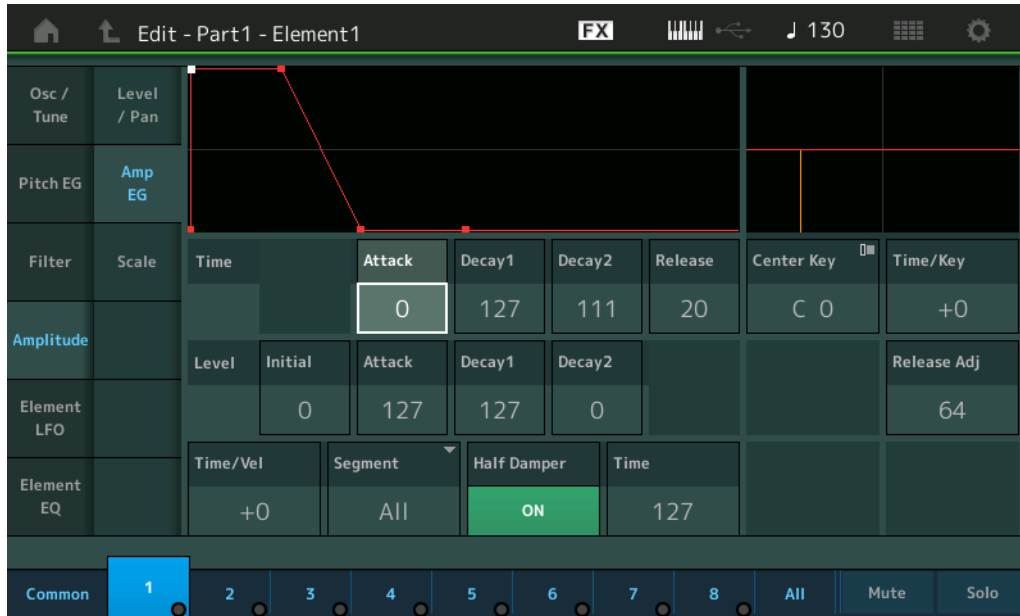 Edit - Part1 - Element1 FX ♩ 130
Osc /
Tune
Level
/ Pan
Pitch EG
Amp
EG
Filter
Scale
Amplitude
Element
LFO
Element
EQ
Time Attack Decay1 Decay2 Release Center Key Time/Key
0 127 111 20 C 0 +0
Level Initial Attack Decay1 Decay2 Release Adj
0 127 127 0 64
Time/Vel Segment Half Damper Time
+0 All ON 127
Common 1 2 3 4 5 6 7 8 All Mute Solo